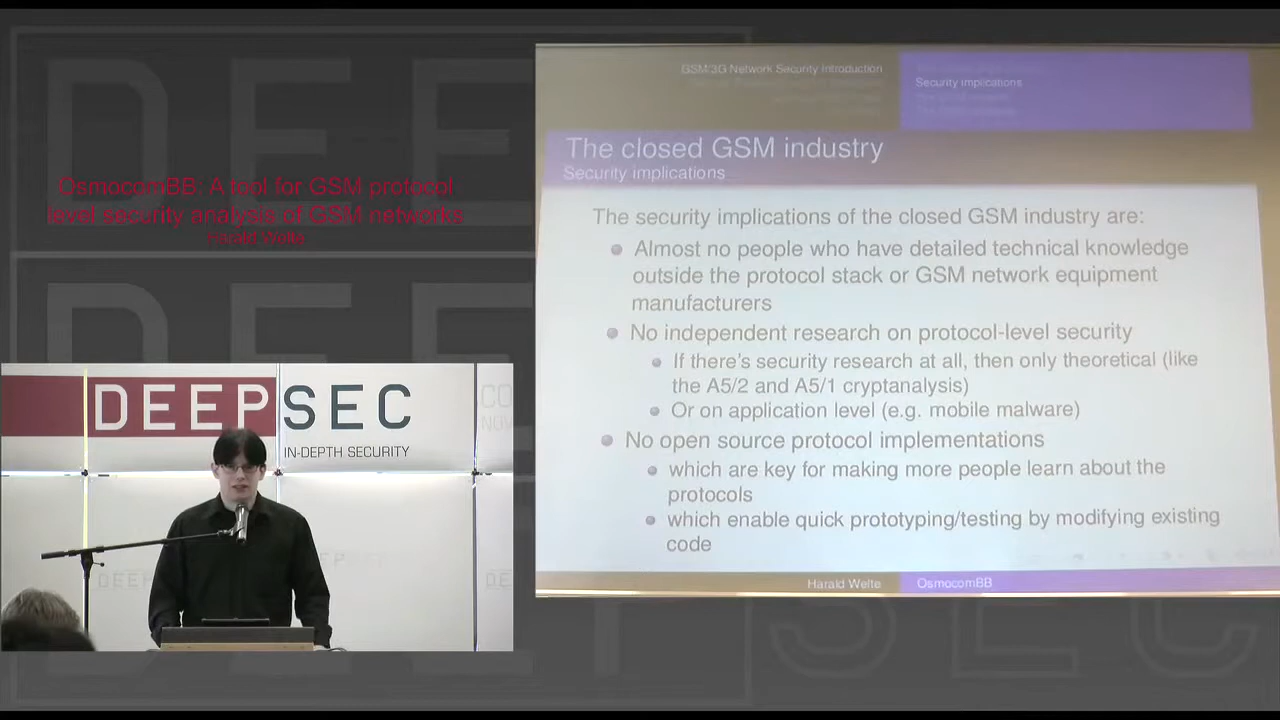 OsmocomBB: A tool for GSM protocol
level security analysis of GSM networks
Harald Welte
DEEPSEC
IN-DEPTH SECURITY
GSM/3G Network Security Introduction
Security implications
The closed GSM industry
Security implications
The security implications of the closed GSM industry are:
Almost no people who have detailed technical knowledge
outside the protocol stack or GSM network equipment
manufacturers
No independent research on protocol-level security
If there's security research at all, then only theoretical (like
the A5/2 and A5/1 cryptanalysis)
Or on application level (e.g. mobile malware)
No open source protocol implementations
which are key for making more people learn about the
protocols
which enable quick prototyping/testing by modifying existing
code
Harald Welte
OsmocomBB